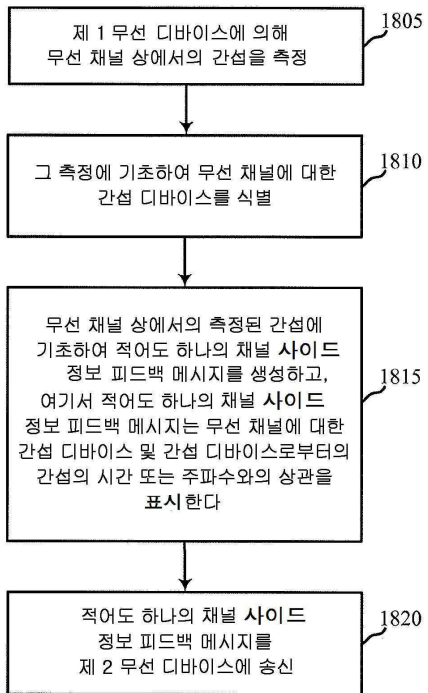 제 1 무선 디바이스에 의해
무선 채널 상에서의 간섭을 측정
1805
그 측정에 기초하여 무선 채널에 대한
간섭 디바이스를 식별
1810
무선 채널 상에서의 측정된 간섭에
기초하여 적어도 하나의 채널 사이드
정보 피드백 메시지를 생성하고,
여기서 적어도 하나의 채널 사이드
정보 피드백 메시지는 무선 채널에 대한
간섭 디바이스 및 간섭 디바이스로부터의
간섭의 시간 또는 주파수와의 상관을
표시한다
1815
적어도 하나의 채널 사이드
정보 피드백 메시지를
제 2 무선 디바이스에 송신
1820